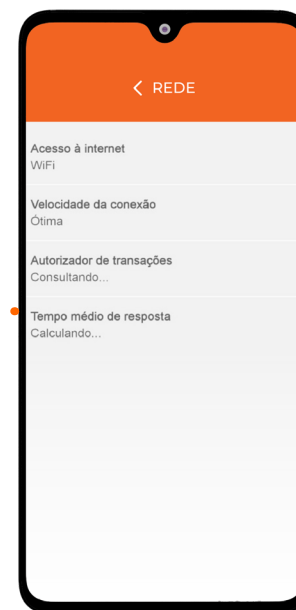 REDE
Acesso à internet
WiFi
Velocidade da conexão
Ótima
Autorizador de transações
Consultando...
Tempo médio de resposta
Calculando...